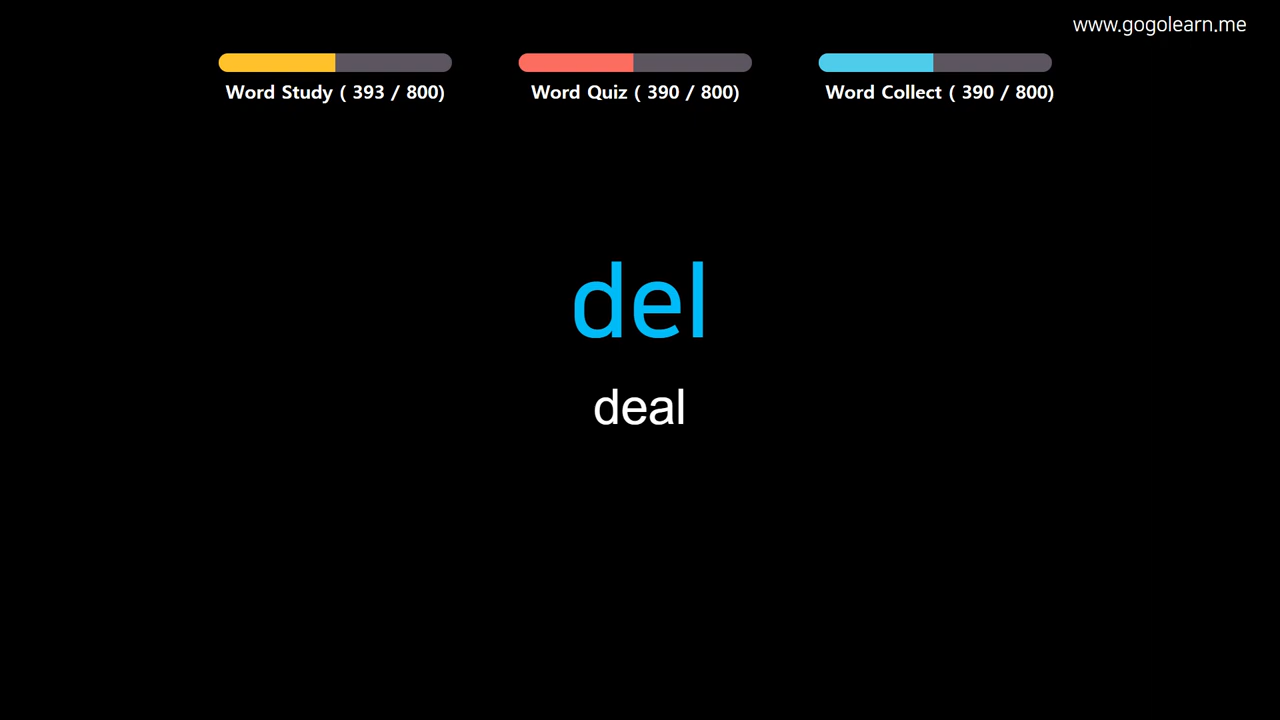 www.gogolearn.me
Word Study ( 393 / 800)
Word Quiz ( 390 / 800)
Word Collect ( 390 / 800)
del
deal